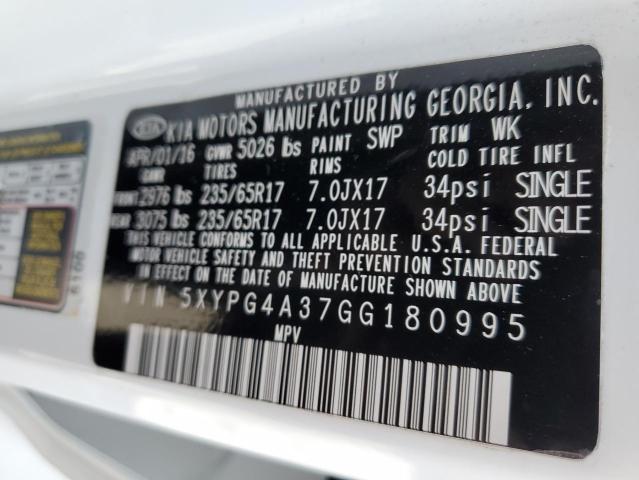 MANUFACTURED BY
KIA KIA MOTORS MANUFACTURING GEORGIA, INC.
APR/01/16 GVWR 5026 lbs PAINT SWP TRIM WK
GAWR TIRES RIMS COLD TIRE INFL
FRONT 2976 lbs 235/65R17 7.0JX17 34psi SINGLE
REAR 3075 lbs 235/65R17 7.0JX17 34psi SINGLE
THIS VEHICLE CONFORMS TO ALL APPLICABLE U.S.A. FEDERAL
MOTOR VEHICLE SAFETY AND THEFT PREVENTION STANDARDS
IN EFFECT ON THE DATE OF MANUFACTURE SHOWN ABOVE
VIN 5XYPG4A37GG180995
MPV